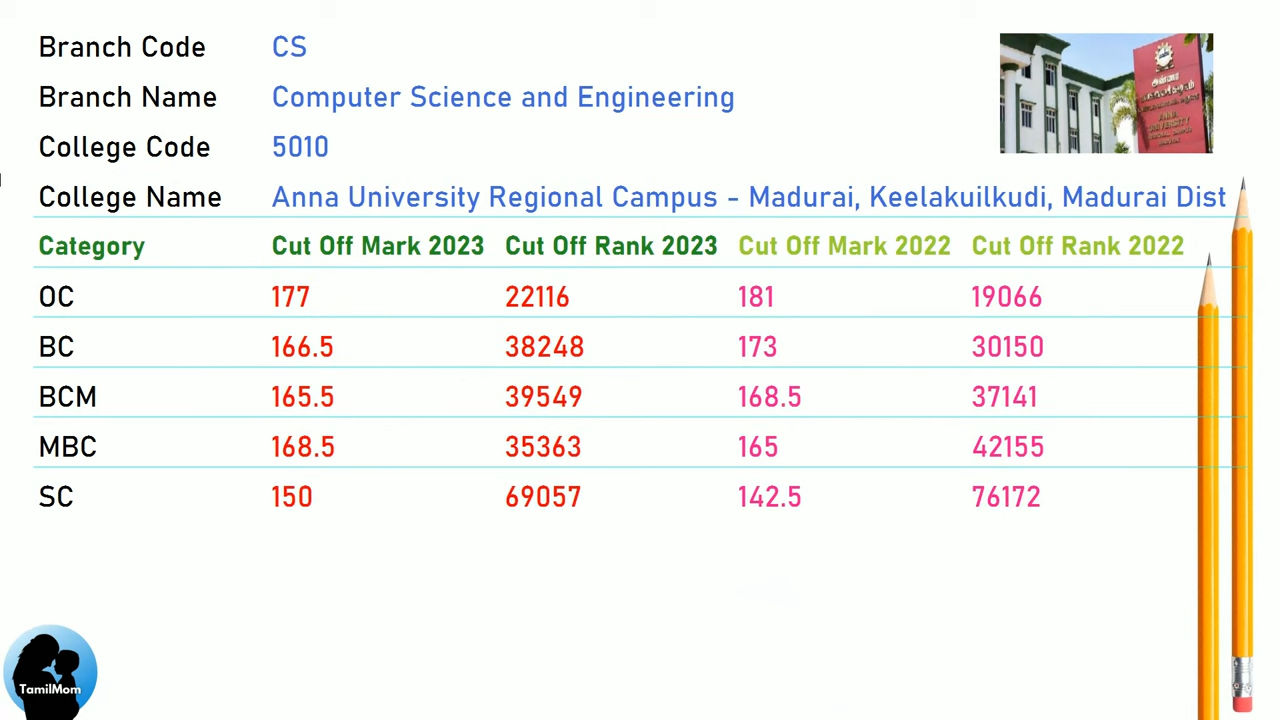 Branch Code CS
Branch Name Computer Science and Engineering
College Code 5010
College Name Anna University Regional Campus - Madurai, Keelakuilkudi, Madurai Dist
Category Cut Off Mark 2023 Cut Off Rank 2023 Cut Off Mark 2022 Cut Off Rank 2022
OC 177 22116 181 19066
BC 166.5 38248 173 30150
BCM 165.5 39549 168.5 37141
MBC 168.5 35363 165 42155
SC 150 69057 142.5 76172
ANNA
UNIVERSITY
TamilMom